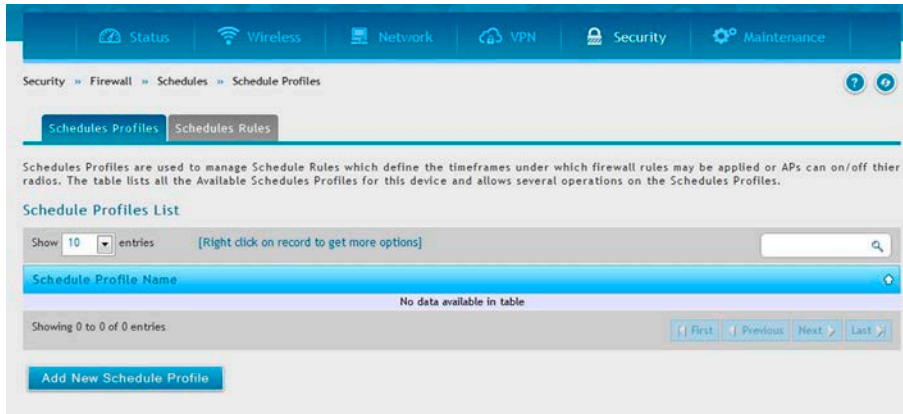 Status Wireless Network VPN Security Maintenance
Security » Firewall » Schedules » Schedule Profiles
Schedules Profiles Schedules Rules
Schedules Profiles are used to manage Schedule Rules which define the timeframes under which firewall rules may be applied or APs can on/off thier
radios. The table lists all the Available Schedules Profiles for this device and allows several operations on the Schedules Profiles.
Schedule Profiles List
Show 10 entries [Right click on record to get more options]
Schedule Profile Name
No data available in table
Showing 0 to 0 of 0 entries First Previous Next Last
Add New Schedule Profile